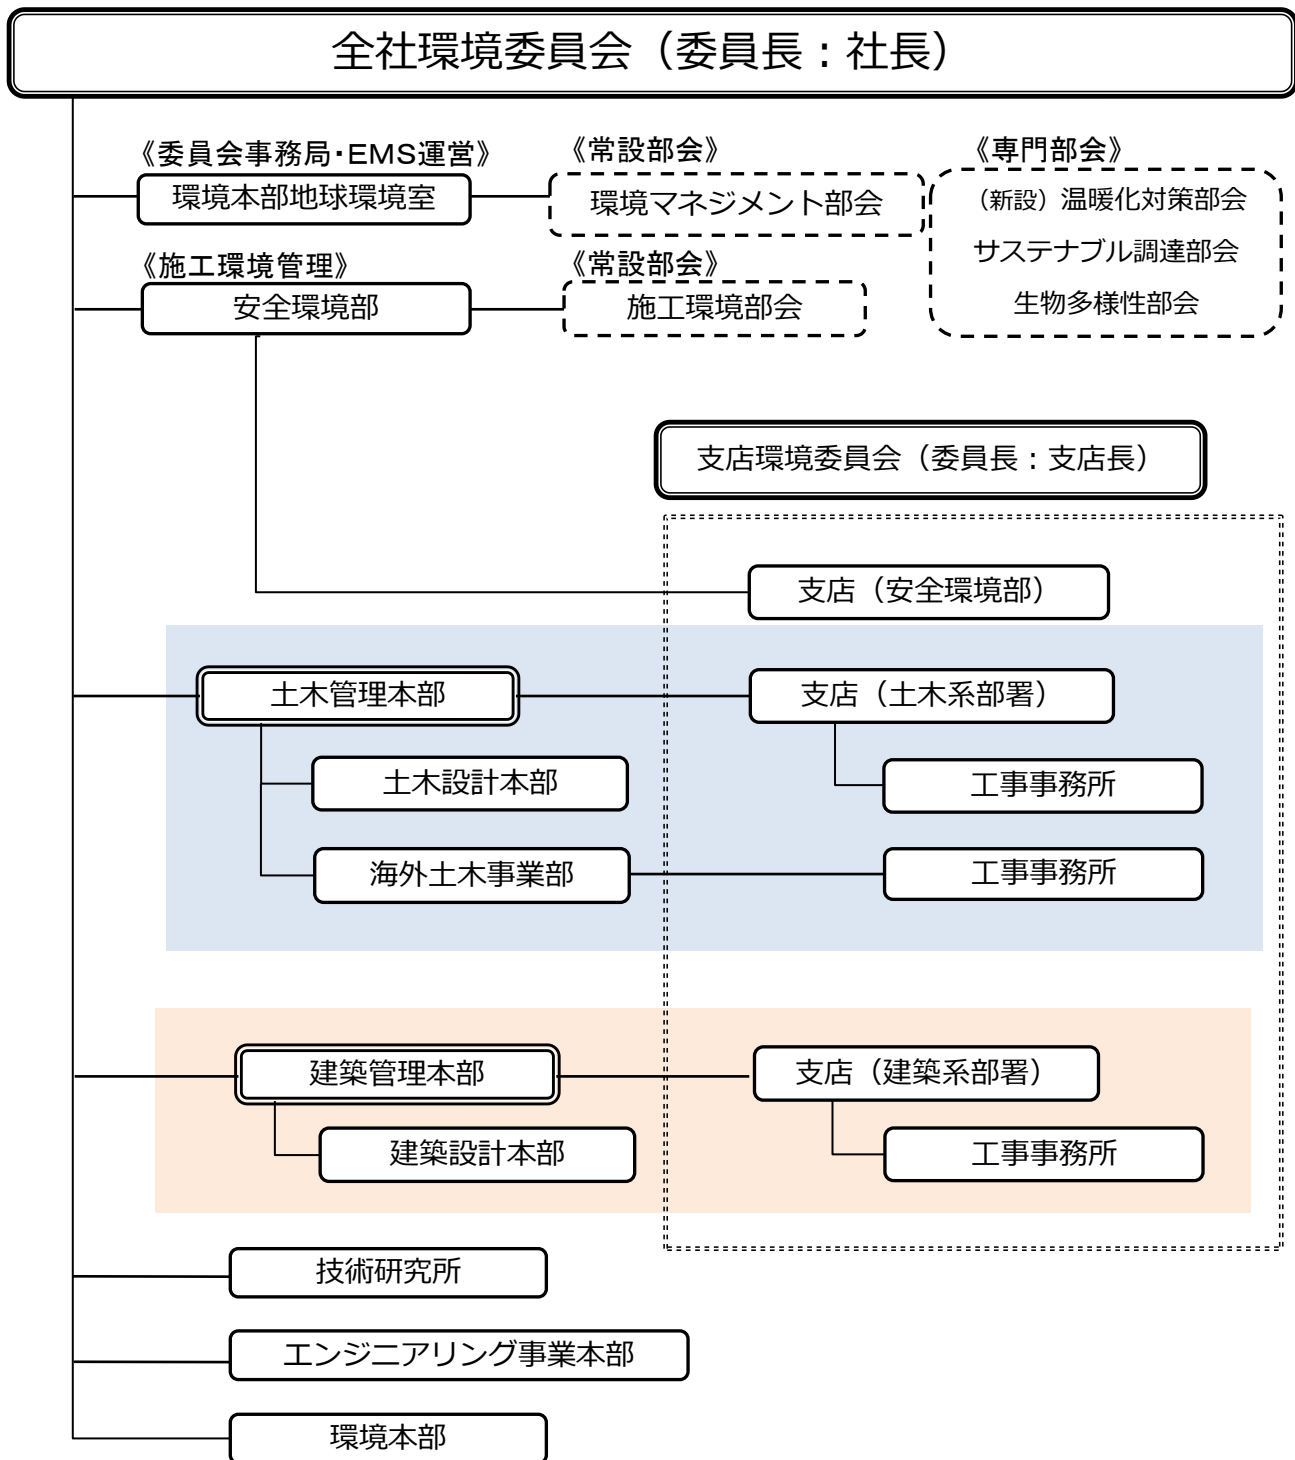 全社環境委員会（委員長：社長）
《委員会事務局・EMS運営》
《常設部会》
《専門部会》
環境本部地球環境室
環境マネジメント部会
（新設）温暖化対策部会
サステナブル調達部会
生物多様性部会
《施工環境管理》
《常設部会》
安全環境部
施工環境部会
支店環境委員会（委員長：支店長）
支店（安全環境部）
土木管理本部
支店（土木系部署）
土木設計本部
工事事務所
海外土木事業部
工事事務所
建築管理本部
支店（建築系部署）
建築設計本部
工事事務所
技術研究所
エンジニアリング事業本部
環境本部